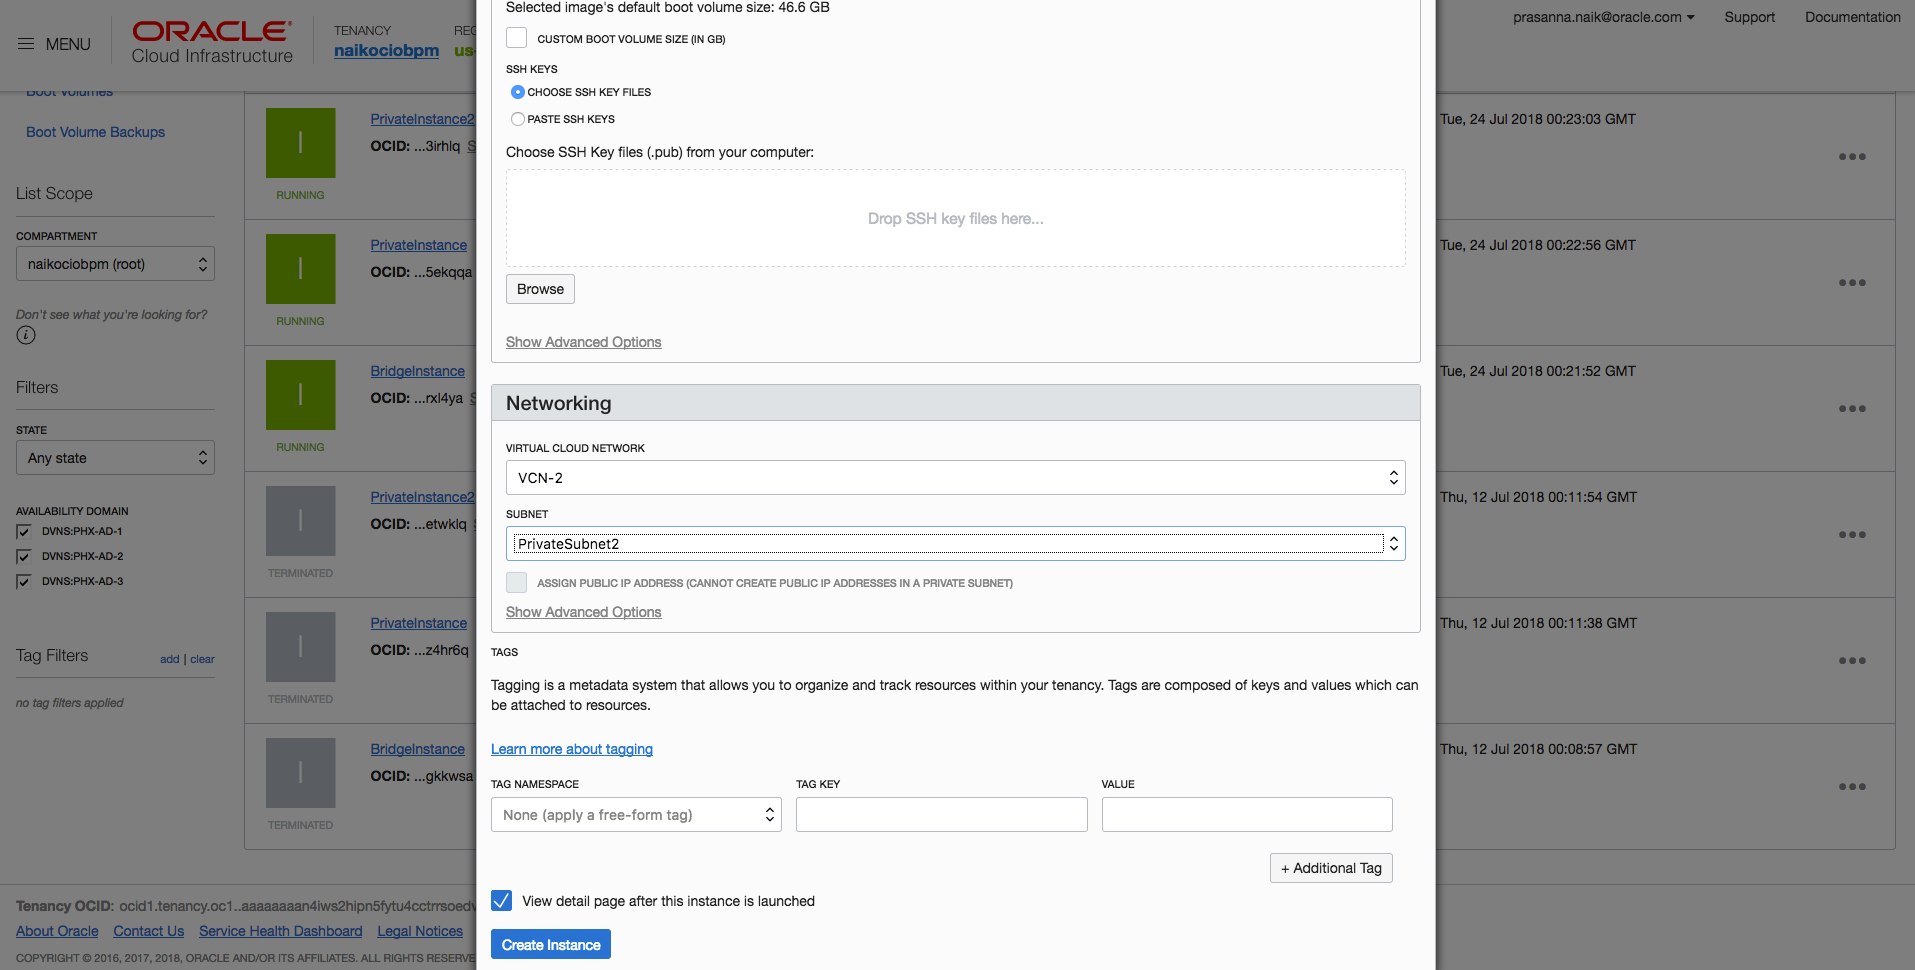 MENU
ORACLE
Cloud Infrastructure
TENANCY
naikociobpm
REG
us-
prasanna.naik@oracle.com
Support
Documentation
Boot Volumes
Boot Volume Backups
List Scope
COMPARTMENT
naikociobpm (root)
Don't see what you're looking for?
i
Filters
STATE
Any state
AVAILABILITY DOMAIN
DVNS:PHX-AD-1
DVNS:PHX-AD-2
DVNS:PHX-AD-3
Tag Filters
add | clear
no tag filters applied
I
RUNNING
PrivateInstance2
OCID: ...3irhlq S
Tue, 24 Jul 2018 00:23:03 GMT
I
RUNNING
PrivateInstance
OCID: ...5ekqqa
Tue, 24 Jul 2018 00:22:56 GMT
I
RUNNING
BridgeInstance
OCID: ...rxl4ya S
Tue, 24 Jul 2018 00:21:52 GMT
I
TERMINATED
PrivateInstance2
OCID: ...etwklq S
Thu, 12 Jul 2018 00:11:54 GMT
I
TERMINATED
PrivateInstance
OCID: ...z4hr6q
Thu, 12 Jul 2018 00:11:38 GMT
I
TERMINATED
BridgeInstance
OCID: ...gkkwsa
Thu, 12 Jul 2018 00:08:57 GMT
Selected image's default boot volume size: 46.6 GB
CUSTOM BOOT VOLUME SIZE (IN GB)
SSH KEYS
CHOOSE SSH KEY FILES
PASTE SSH KEYS
Choose SSH Key files (.pub) from your computer:
Drop SSH key files here...
Browse
Show Advanced Options
Networking
VIRTUAL CLOUD NETWORK
VCN-2
SUBNET
PrivateSubnet2
ASSIGN PUBLIC IP ADDRESS (CANNOT CREATE PUBLIC IP ADDRESSES IN A PRIVATE SUBNET)
Show Advanced Options
TAGS
Tagging is a metadata system that allows you to organize and track resources within your tenancy. Tags are composed of keys and values which can
be attached to resources.
Learn more about tagging
TAG NAMESPACE
TAG KEY
VALUE
None (apply a free-form tag)
+ Additional Tag
View detail page after this instance is launched
Create Instance
Tenancy OCID: ocid1.tenancy.oc1..aaaaaaaan4iws2hipn5fytu4cctrrsoedv
About Oracle
Contact Us
Service Health Dashboard
Legal Notices
COPYRIGHT © 2016, 2017, 2018, ORACLE AND/OR ITS AFFILIATES. ALL RIGHTS RESERVE